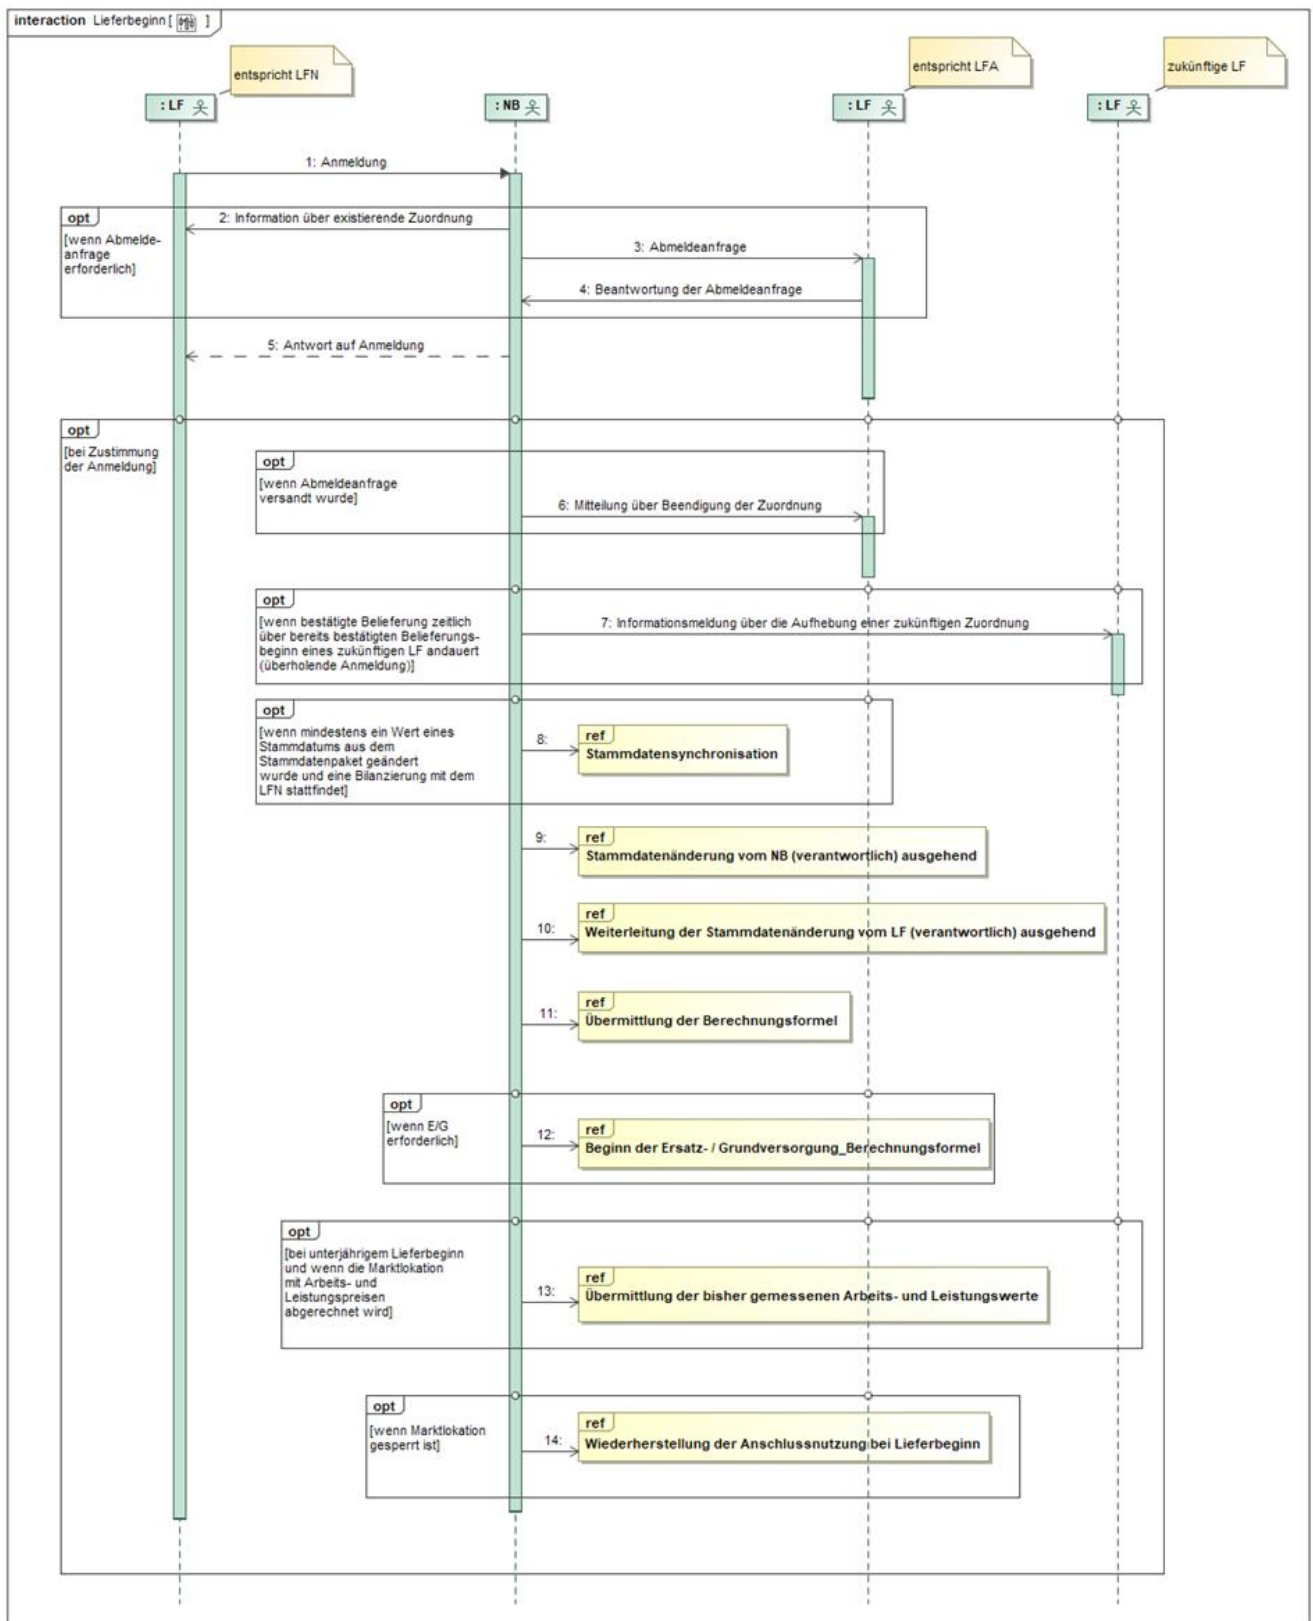 interaction Lieferbeginn [ ]
entspricht LFN
entspricht LFA
zukünftige LF
: LF
: NB
: LF
: LF
1: Anmeldung
opt
[wenn Abmelde-
anfrage
erforderlich]
2: Information über existierende Zuordnung
3: Abmeldeanfrage
4: Beantwortung der Abmeldeanfrage
5: Antwort auf Anmeldung
opt
[bei Zustimmung
der Anmeldung]
opt
[wenn Abmeldeanfrage
versandt wurde]
6: Mitteilung über Beendigung der Zuordnung
opt
[wenn bestätigte Belieferung zeitlich
über bereits bestätigten Belieferungs-
beginn eines zukünftigen LF andauert
(überholende Anmeldung)]
7: Informationsmeldung über die Aufhebung einer zukünftigen Zuordnung
opt
[wenn mindestens ein Wert eines
Stammdatums aus dem
Stammdatenpaket geändert
wurde und eine Bilanzierung mit dem
LFN stattfindet]
8:
ref
Stammdatensynchronisation
9:
ref
Stammdatenänderung vom NB (verantwortlich) ausgehend
10:
ref
Weiterleitung der Stammdatenänderung vom LF (verantwortlich) ausgehend
11:
ref
Übermittlung der Berechnungsformel
opt
[wenn E/G
erforderlich]
12:
ref
Beginn der Ersatz- / Grundversorgung_Berechnungsformel
opt
[bei unterjährigem Lieferbeginn
und wenn die Marktlokation
mit Arbeits- und
Leistungspreisen
abgerechnet wird]
13:
ref
Übermittlung der bisher gemessenen Arbeits- und Leistungswerte
opt
[wenn Marktlokation
gesperrt ist]
14:
ref
Wiederherstellung der Anschlussnutzung bei Lieferbeginn